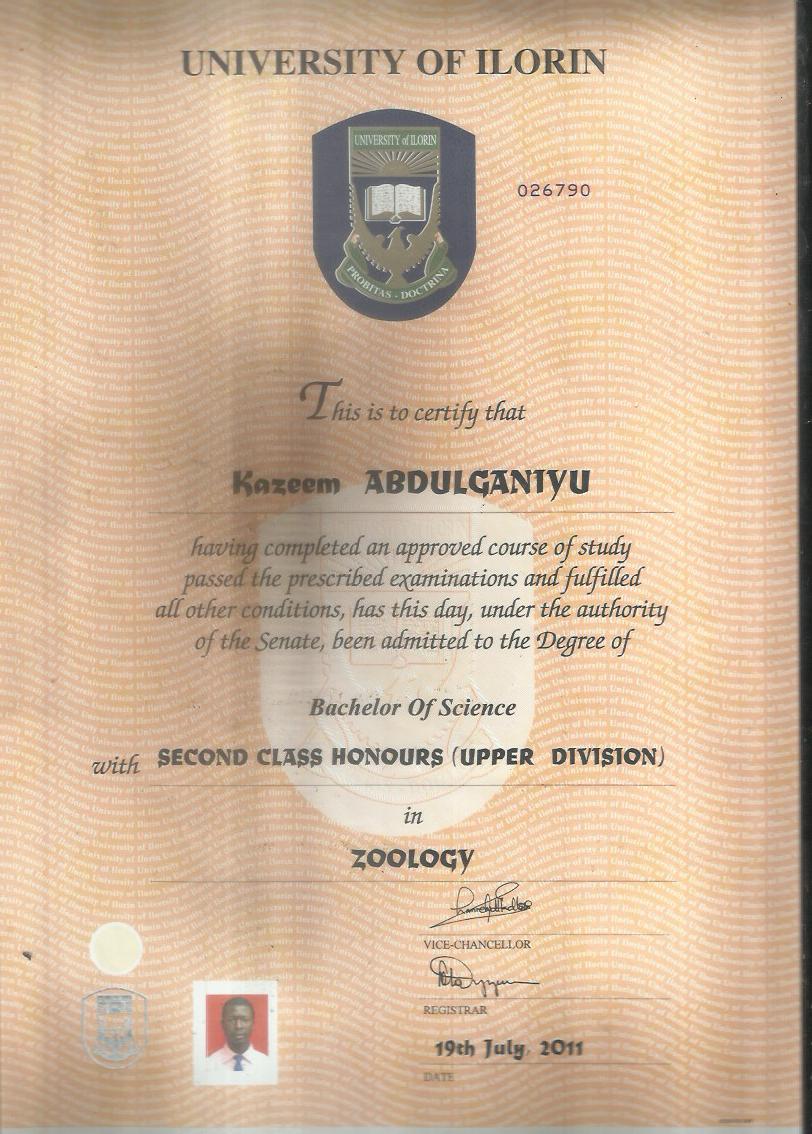 UNIVERSITY OF ILORIN
UNIVERSITY of ILORIN
026790
PROBITAS - DOCTRINA
This is to certify that
Kazeem ABDULGANIYU
having completed an approved course of study
passed the prescribed examinations and fulfilled
all other conditions, has this day, under the authority
of the Senate, been admitted to the Degree of
Bachelor Of Science
with SECOND CLASS HONOURS (UPPER DIVISION)
in
ZOOLOGY
VICE-CHANCELLOR
REGISTRAR
19th July, 2011
DATE